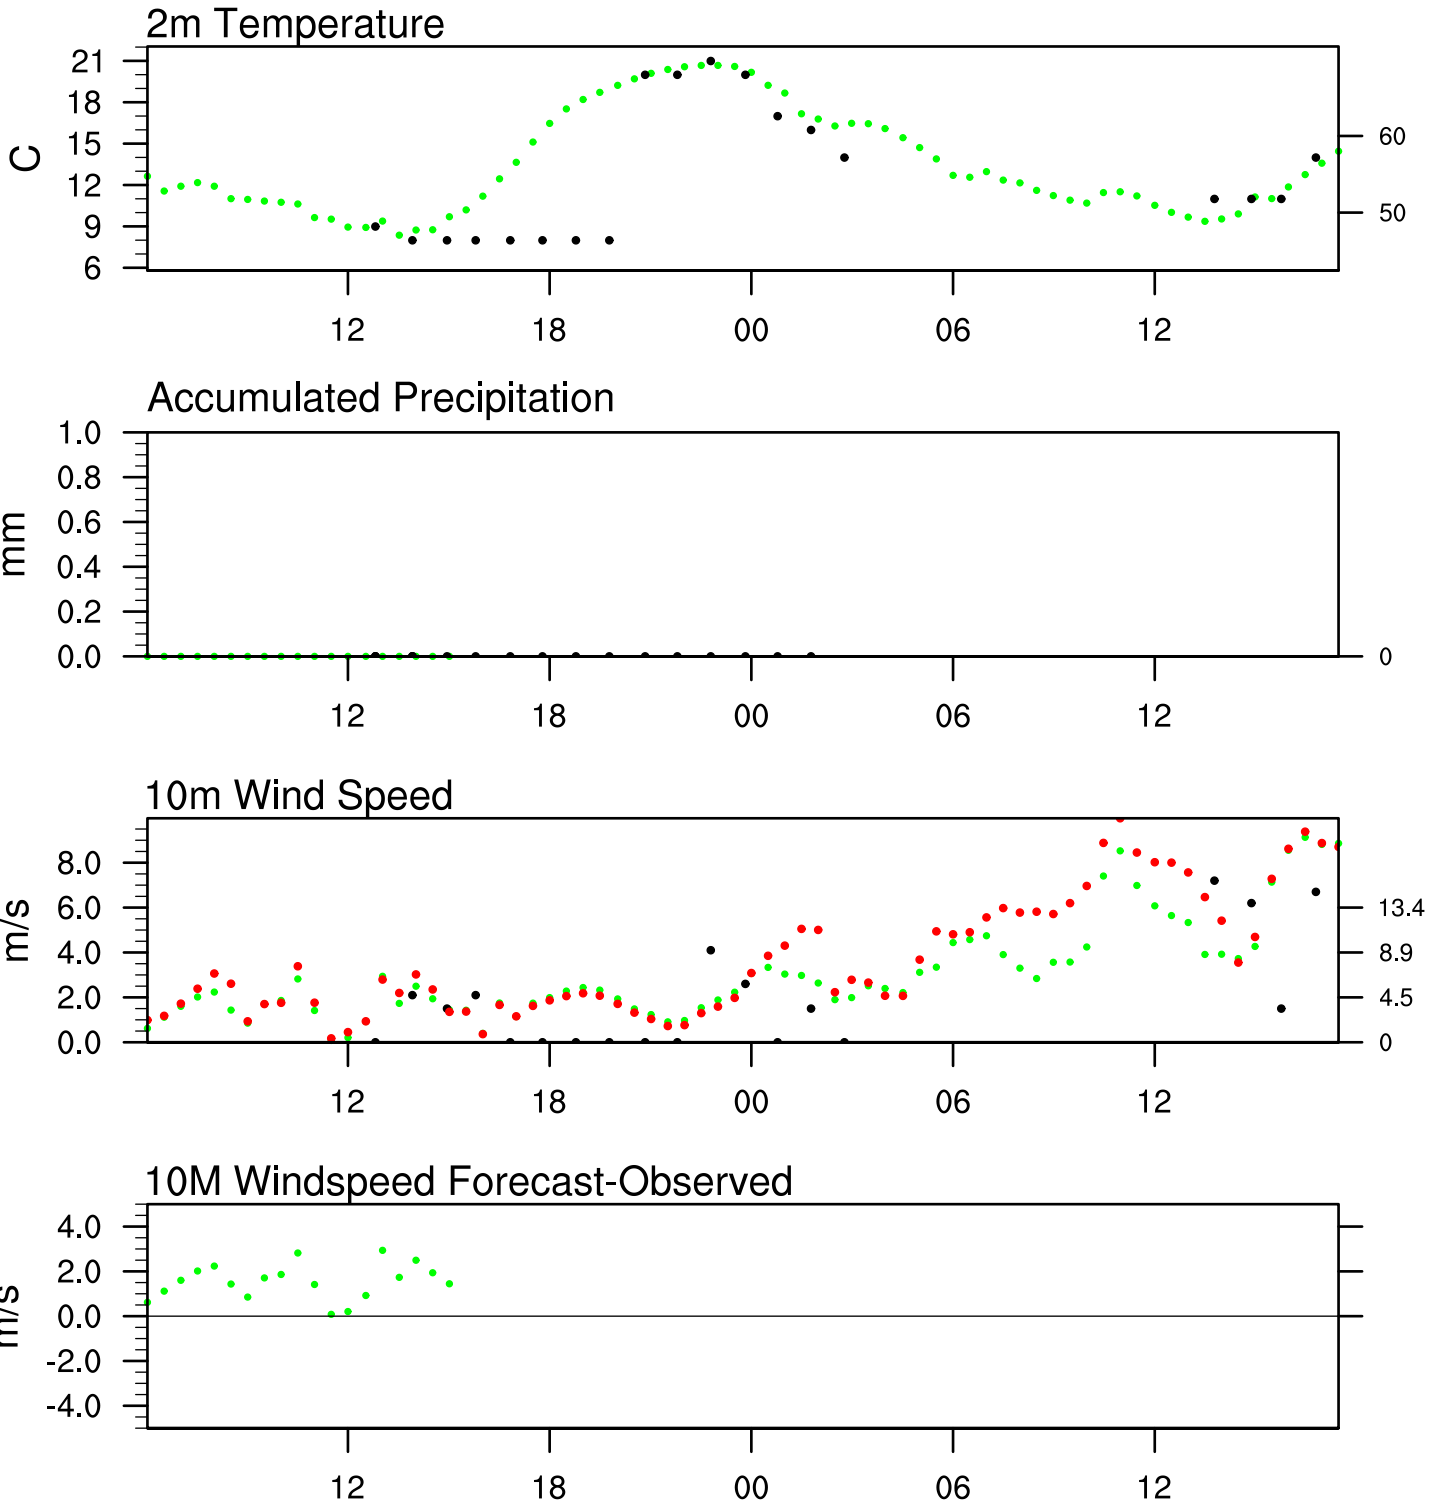 2m Temperature
21
18
15
12
9
6
C
60
50
12 18 00 06 12
Accumulated Precipitation
1.0
0.8
0.6
0.4
0.2
0.0
mm
0
12 18 00 06 12
10m Wind Speed
8.0
6.0
4.0
2.0
0.0
m/s
13.4
8.9
4.5
0
12 18 00 06 12
10M Windspeed Forecast-Observed
4.0
2.0
0.0
-2.0
-4.0
m/s
12 18 00 06 12